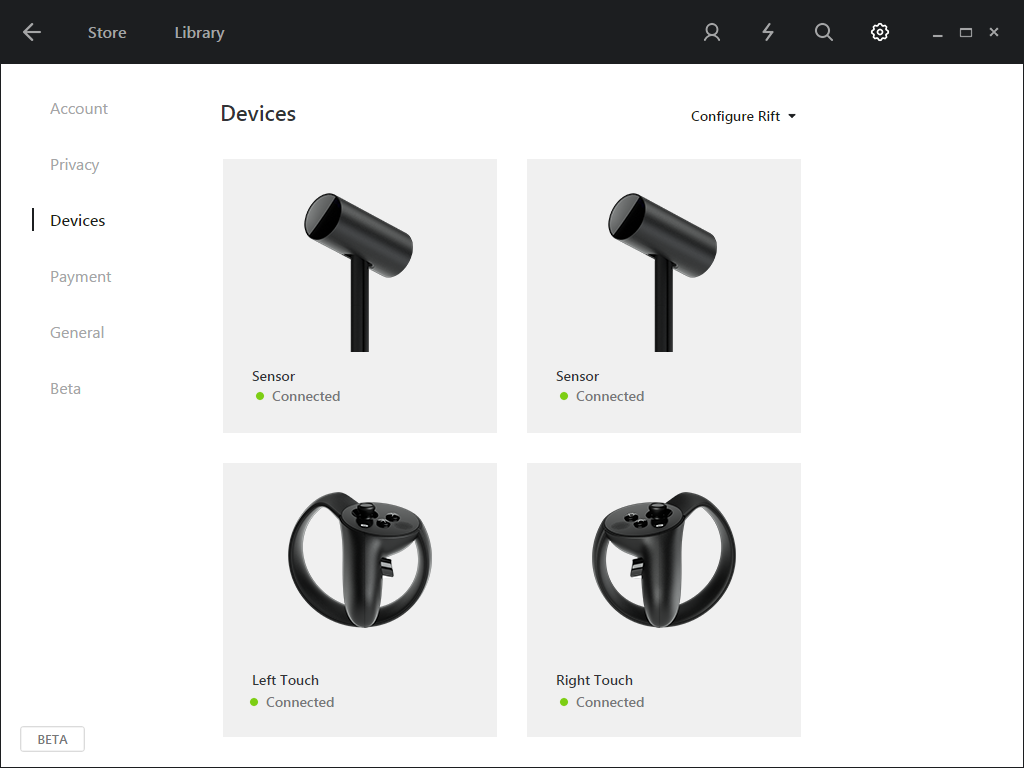 Store
Library
Account
Privacy
Devices
Payment
General
Beta
BETA
Devices
Configure Rift
Sensor
Connected
Sensor
Connected
Left Touch
Connected
Right Touch
Connected